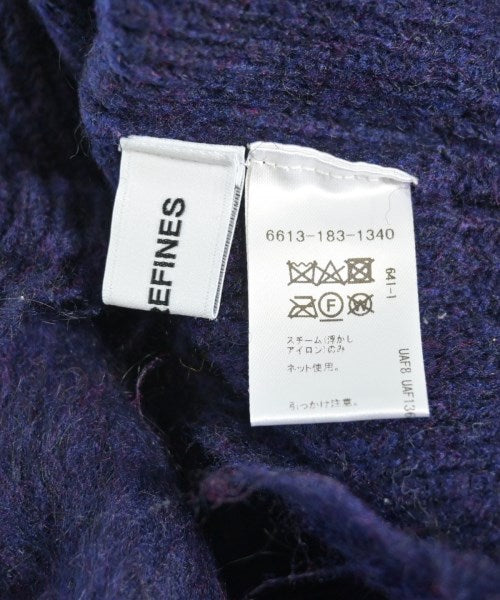 REFINES
6613-183-1340
641-1
F
W
スチーム(浮かし
アイロン)のみ
ネット使用。
引っかけ注意。
UAF8 UAF136